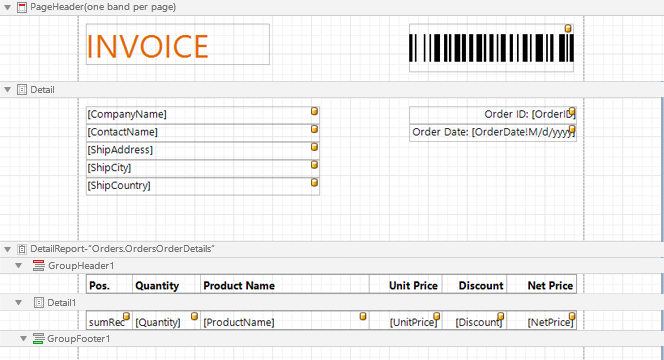 PageHeader(one band per page)
INVOICE
Detail
[CompanyName]
Order ID: [OrderID]
[ContactName]
Order Date: [OrderDate!M/d/yyyy]
[ShipAddress]
[ShipCity]
[ShipCountry]
DetailReport-"Orders.OrdersOrderDetails"
GroupHeader1
Pos. Quantity Product Name Unit Price Discount Net Price
Detail1
sumRec [Quantity] [ProductName] [UnitPrice] [Discount] [NetPrice]
GroupFooter1